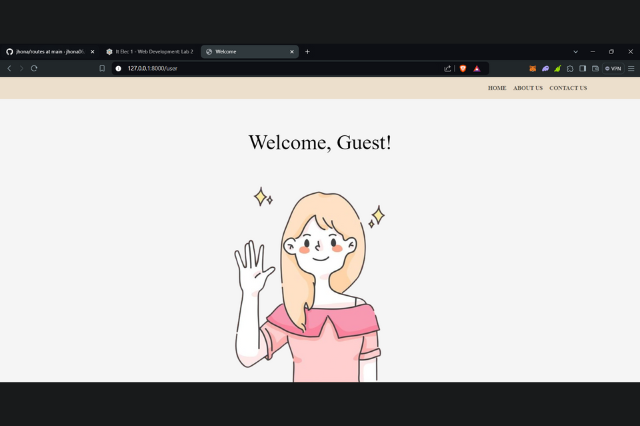 jhona/routes at main · jhona0
It Elec 1 - Web Development Lab 2
Welcome
127.0.0.1:8000/user
VPN
HOME ABOUT US CONTACT US
Welcome, Guest!